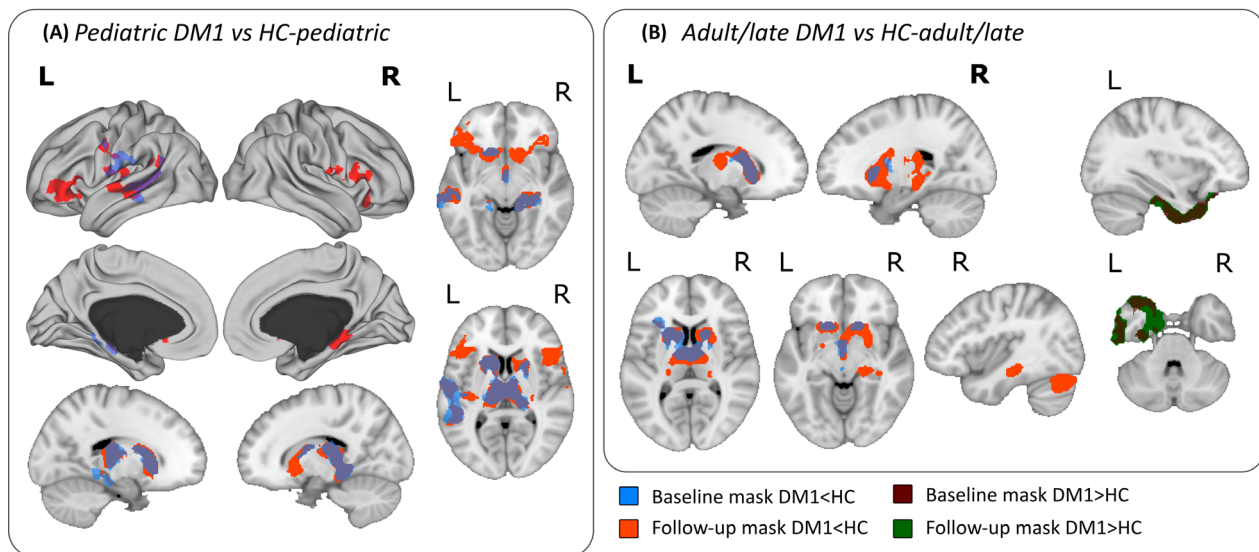 (A) Pediatric DM1 vs HC-pediatric
L R
L R
L R
(B) Adult/late DM1 vs HC-adult/late
L R
L
L R L R R
L R
Baseline mask DM1<HC
Baseline mask DM1>HC
Follow-up mask DM1<HC
Follow-up mask DM1>HC